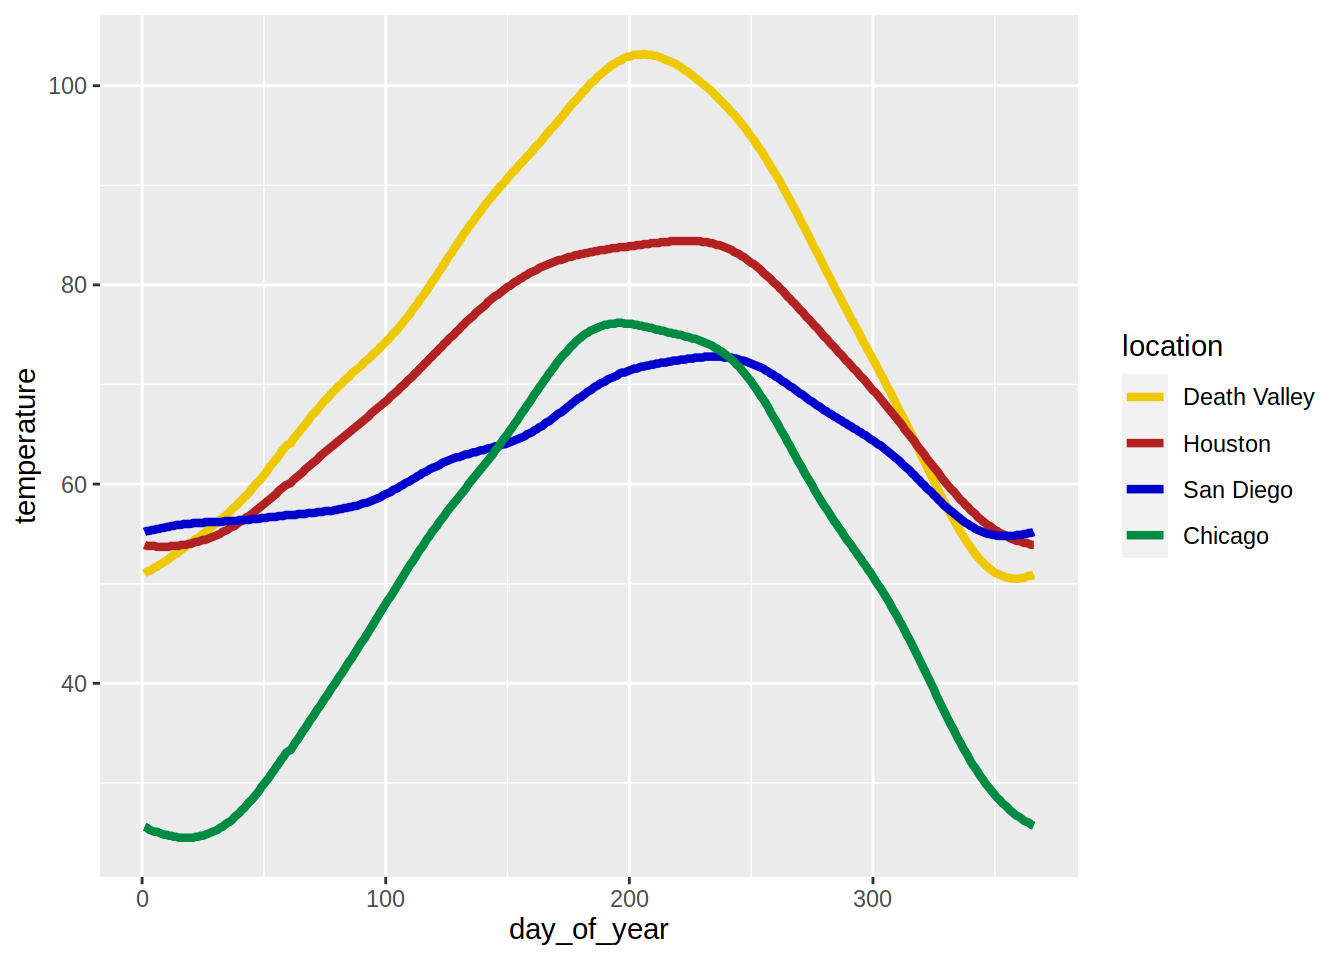 100
80
60
40
temperature
0
100
200
300
day_of_year
location
Death Valley
Houston
San Diego
Chicago